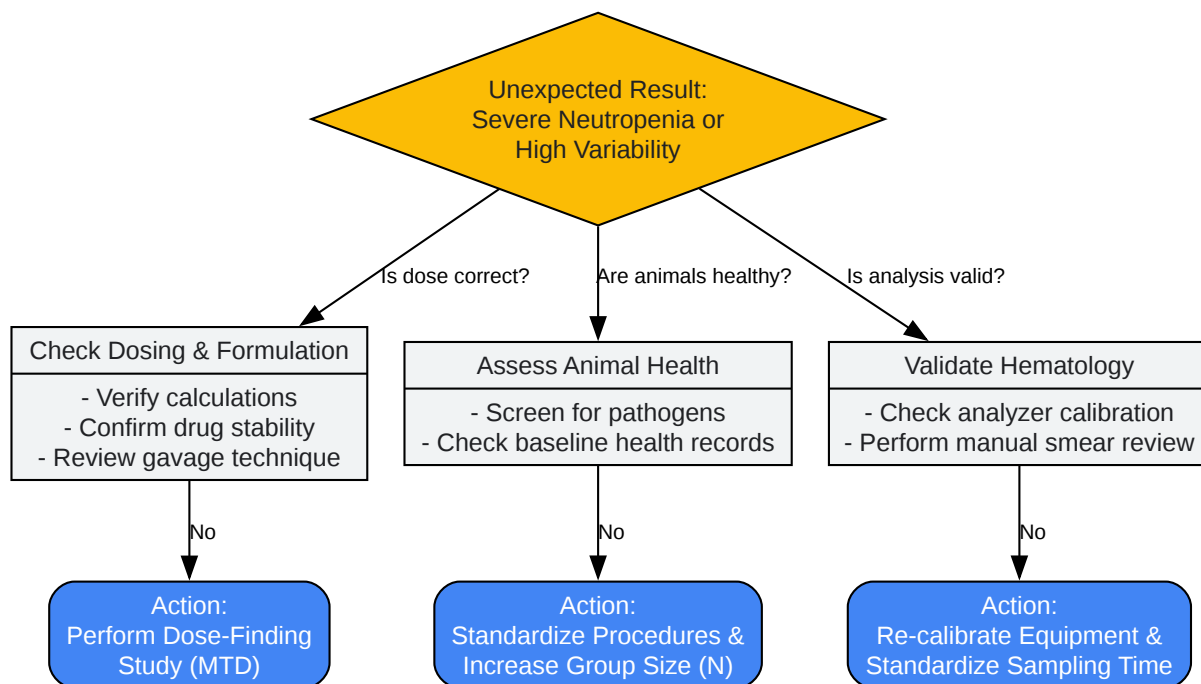 Unexpected Result:
Severe Neutropenia or
High Variability
Is dose correct?
Are animals healthy?
Is analysis valid?
Check Dosing & Formulation
- Verify calculations
- Confirm drug stability
- Review gavage technique
Assess Animal Health
- Screen for pathogens
- Check baseline health records
Validate Hematology
- Check analyzer calibration
- Perform manual smear review
No
No
No
Action:
Perform Dose-Finding
Study (MTD)
Action:
Standardize Procedures &
Increase Group Size (N)
Action:
Re-calibrate Equipment &
Standardize Sampling Time